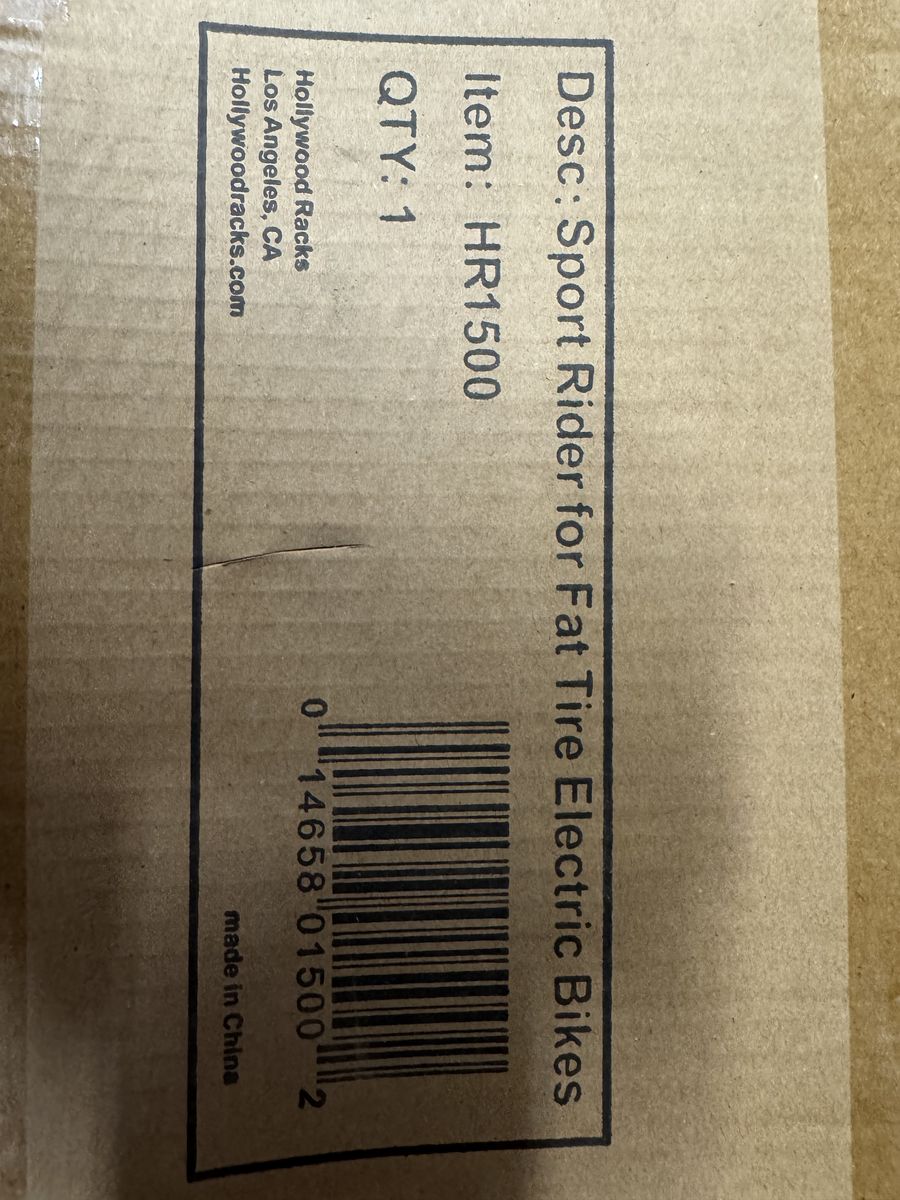 Desc: Sport Rider for Fat Tire Electric Bikes
Item: HR1500
QTY: 1
Hollywood Racks
Los Angeles, CA
Hollywoodracks.com
0 14658 01500 2
made in China